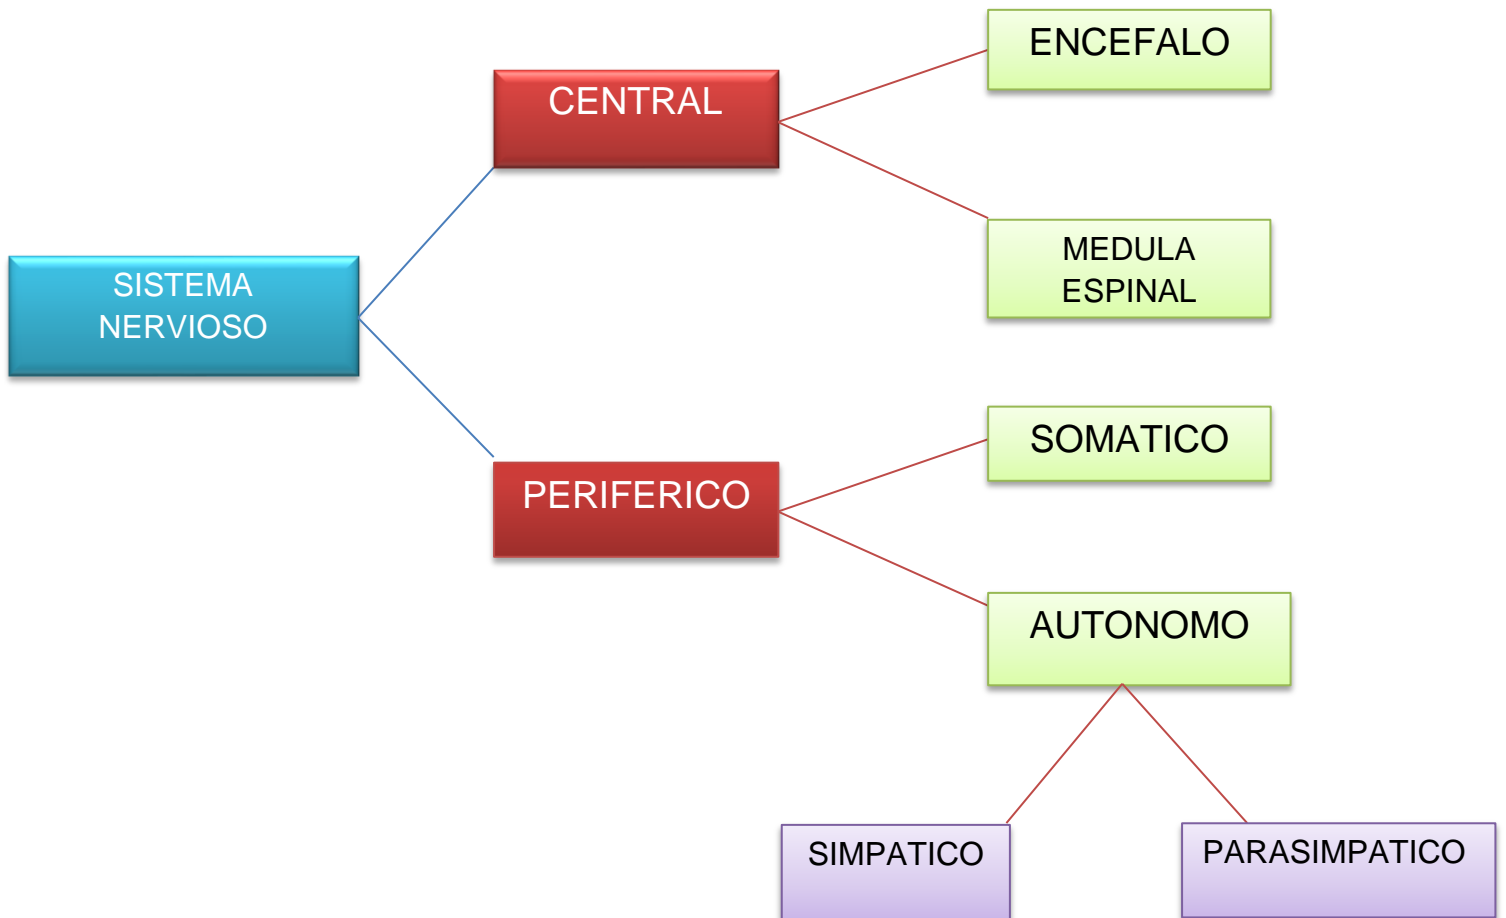 ENCEFALO
CENTRAL
MEDULA
ESPINAL
SISTEMA
NERVIOSO
SOMATICO
PERIFERICO
AUTONOMO
SIMPATICO
PARASIMPATICO